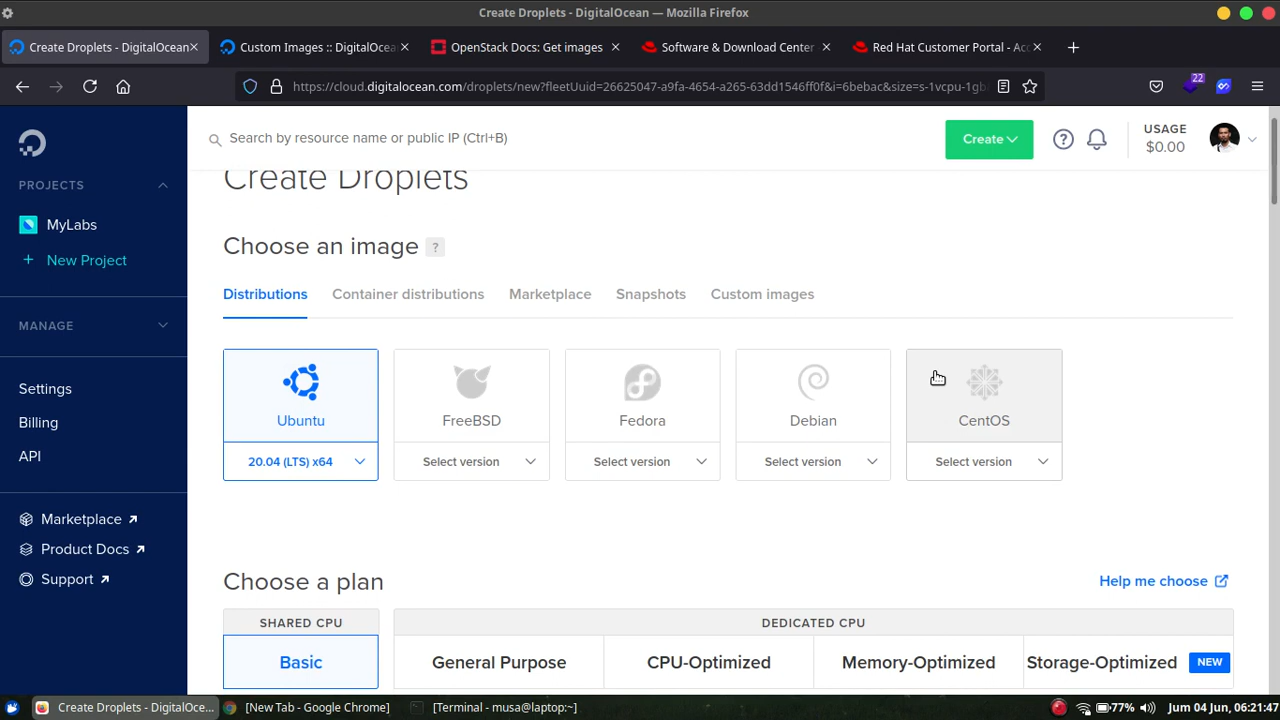 Create Droplets - DigitalOcean — Mozilla Firefox
Create Droplets - DigitalOcean
Custom Images :: DigitalOcea
OpenStack Docs: Get images
Software & Download Center
Red Hat Customer Portal - Acc
https://cloud.digitalocean.com/droplets/new?fleetUuid=26625047-a9fa-4654-a265-63dd1546ff0f&i=6bebac&size=s-1vcpu-1gb
22
Search by resource name or public IP (Ctrl+B)
Create
?
USAGE
$0.00
PROJECTS
MyLabs
+ New Project
MANAGE
Settings
Billing
API
Marketplace
Product Docs
Support
Create Droplets
Choose an image ?
Distributions Container distributions Marketplace Snapshots Custom images
Ubuntu FreeBSD Fedora Debian CentOS
20.04 (LTS) x64 Select version Select version Select version Select version
Choose a plan
Help me choose
SHARED CPU DEDICATED CPU
Basic General Purpose CPU-Optimized Memory-Optimized Storage-Optimized NEW
Create Droplets - DigitalOce...
[New Tab - Google Chrome]
[Terminal - musa@laptop:~]
77%
Jum 04 Jun, 06:21:47